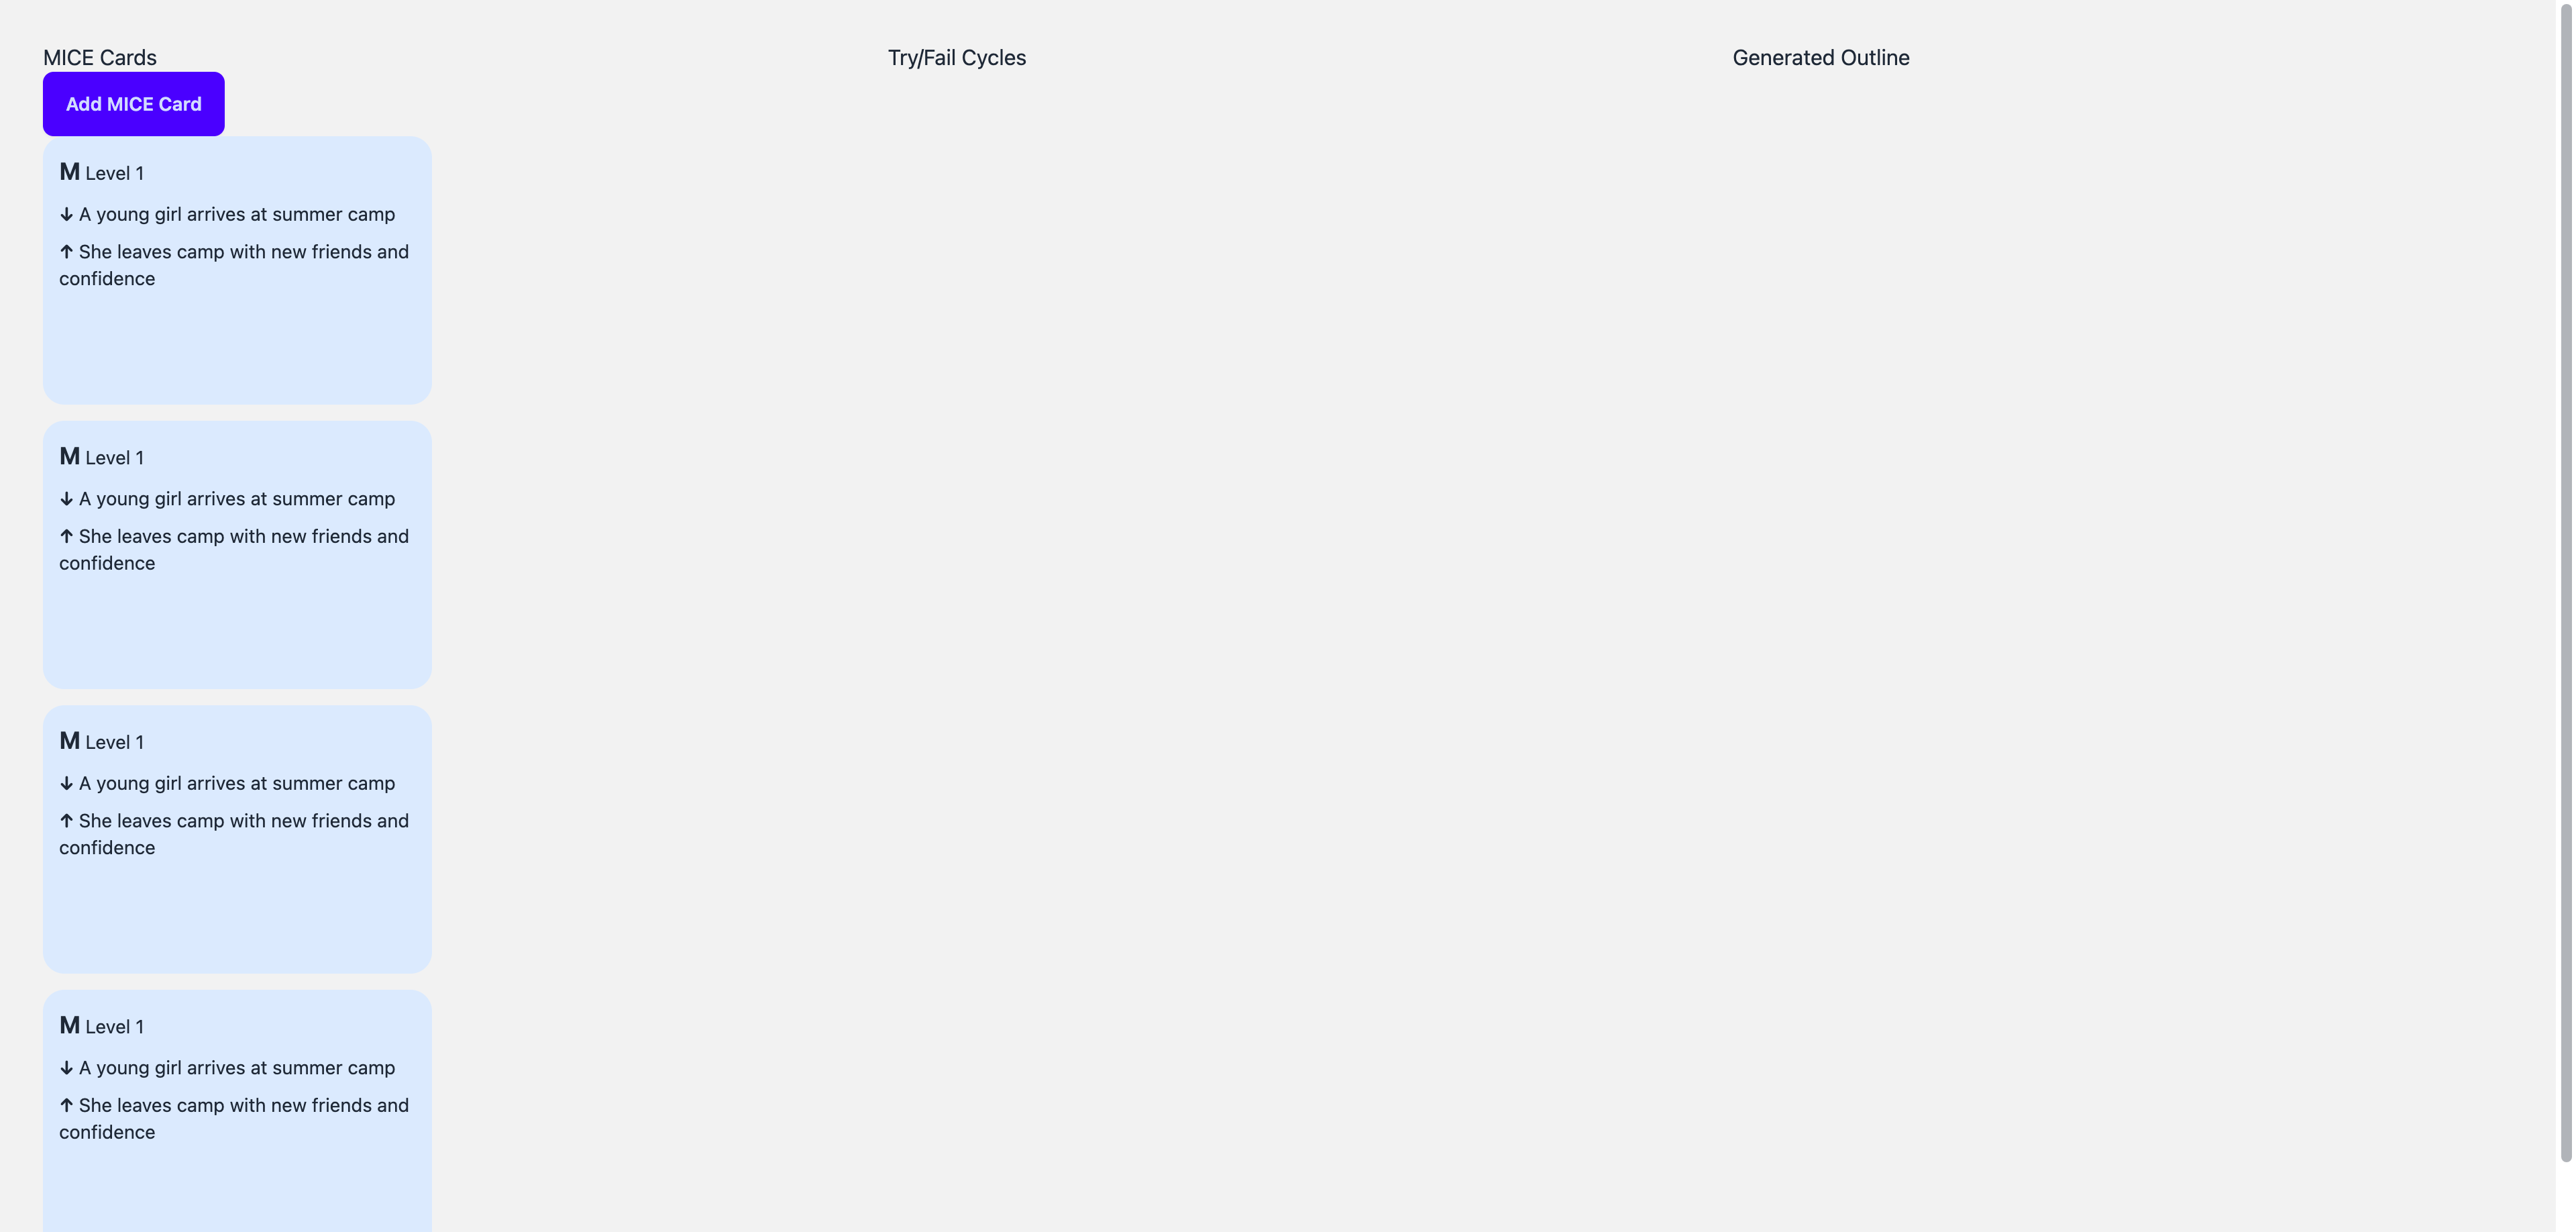 MICE Cards
Try/Fail Cycles
Generated Outline
Add MICE Card
M Level 1
↓ A young girl arrives at summer camp
↑ She leaves camp with new friends and
confidence
M Level 1
↓ A young girl arrives at summer camp
↑ She leaves camp with new friends and
confidence
M Level 1
↓ A young girl arrives at summer camp
↑ She leaves camp with new friends and
confidence
M Level 1
↓ A young girl arrives at summer camp
↑ She leaves camp with new friends and
confidence